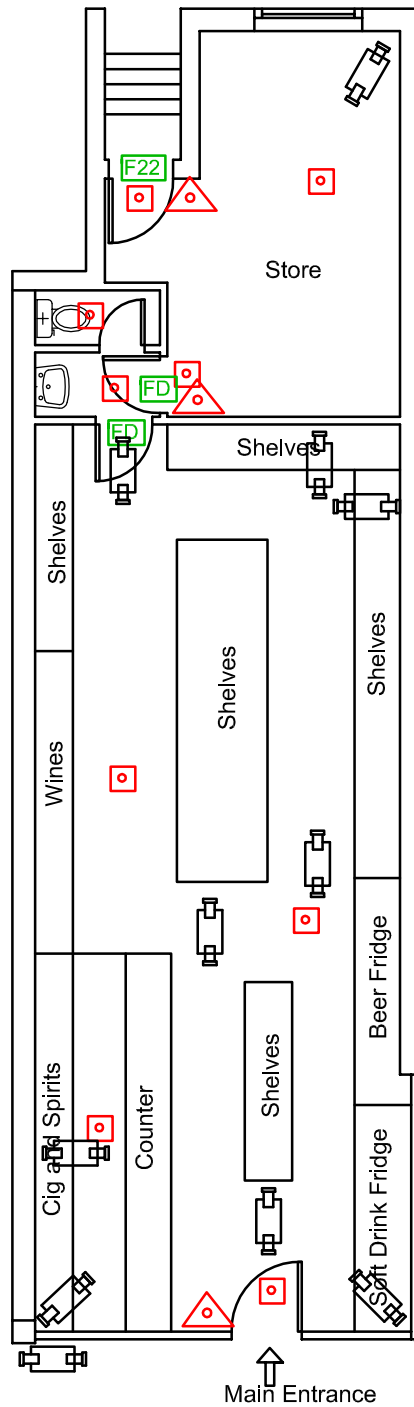 F22
Store
FD
FD
Shelves
Shelves
Shelves
Shelves
Wines
Beer Fridge
Cig and Spirits
Counter
Shelves
Soft Drink Fridge
Main Entrance